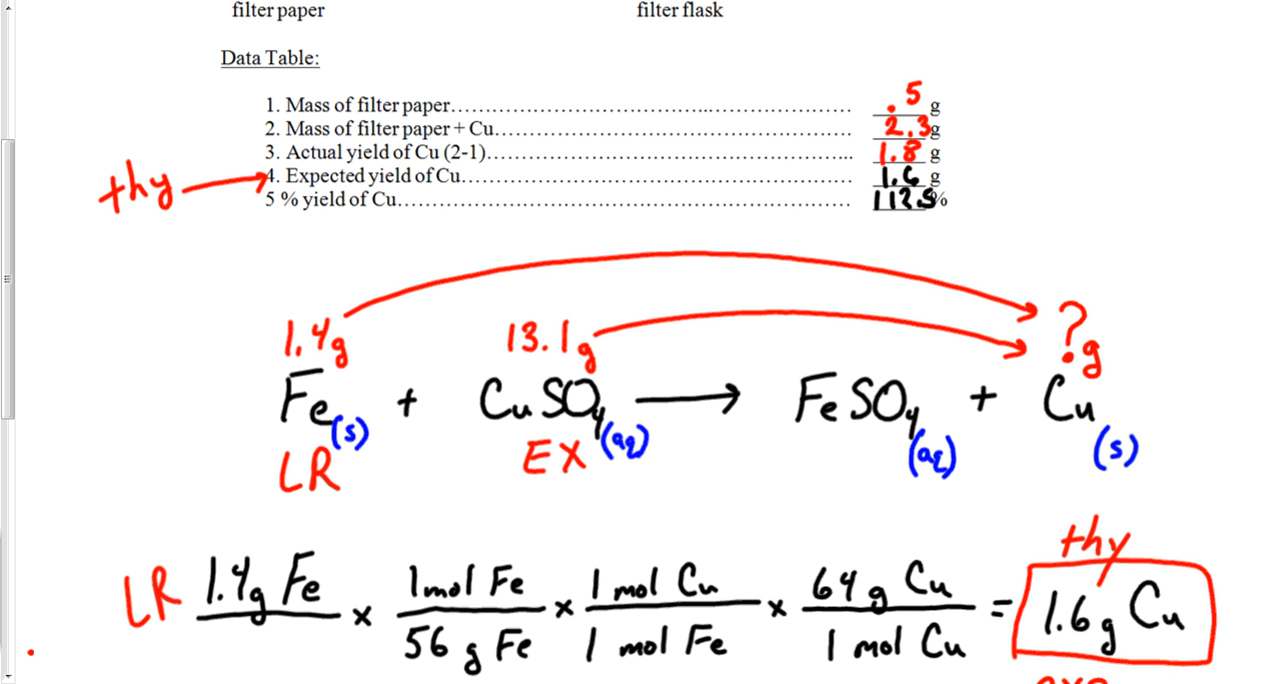 filter paper filter flask
Data Table:
1. Mass of filter paper……………………………………………… .5 g
2. Mass of filter paper + Cu……………………………………… 2.3 g
3. Actual yield of Cu (2-1)………………………………………... 1.8 g
thy 4. Expected yield of Cu…………………………………………… 1.6 g
5 % yield of Cu…………………………………………………… 112.5%
1.4g 13.1g ?g
Fe(s) + CuSO4(aq) → FeSO4(aq) + Cu(s)
LR EX
thy
LR 1.4g Fe × 1mol Fe × 1 mol Cu × 64 g Cu = 1.6g Cu
56 g Fe 1 mol Fe 1 mol Cu